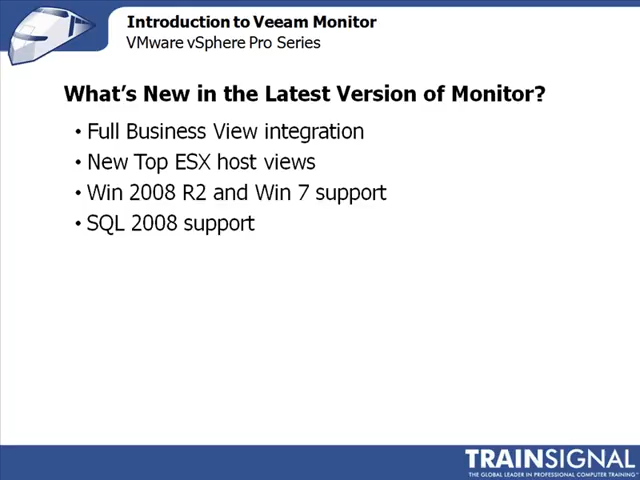 Introduction to Veeam Monitor
VMware vSphere Pro Series
What's New in the Latest Version of Monitor?
• Full Business View integration
• New Top ESX host views
• Win 2008 R2 and Win 7 support
• SQL 2008 support
TRAINSIGNAL
THE GLOBAL LEADER IN PROFESSIONAL COMPUTER TRAINING